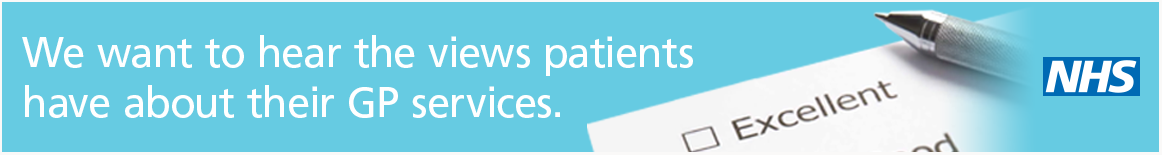 We want to hear the views patients
have about their GP services.
Excellent
NHS